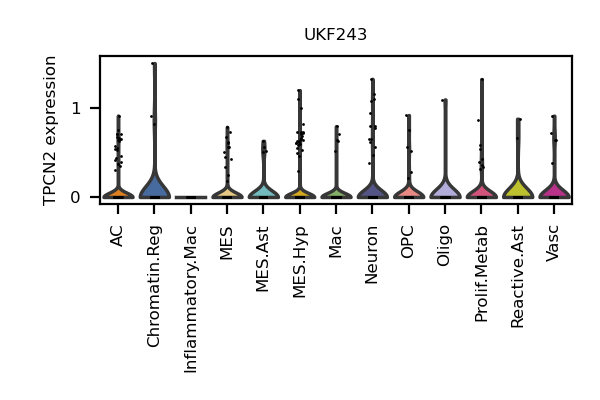 UKF243
TPCN2 expression
1
0
AC
Chromatin.Reg
Inflammatory.Mac
MES
MES.Ast
MES.Hyp
Mac
Neuron
OPC
Oligo
Prolif.Metab
Reactive.Ast
Vasc